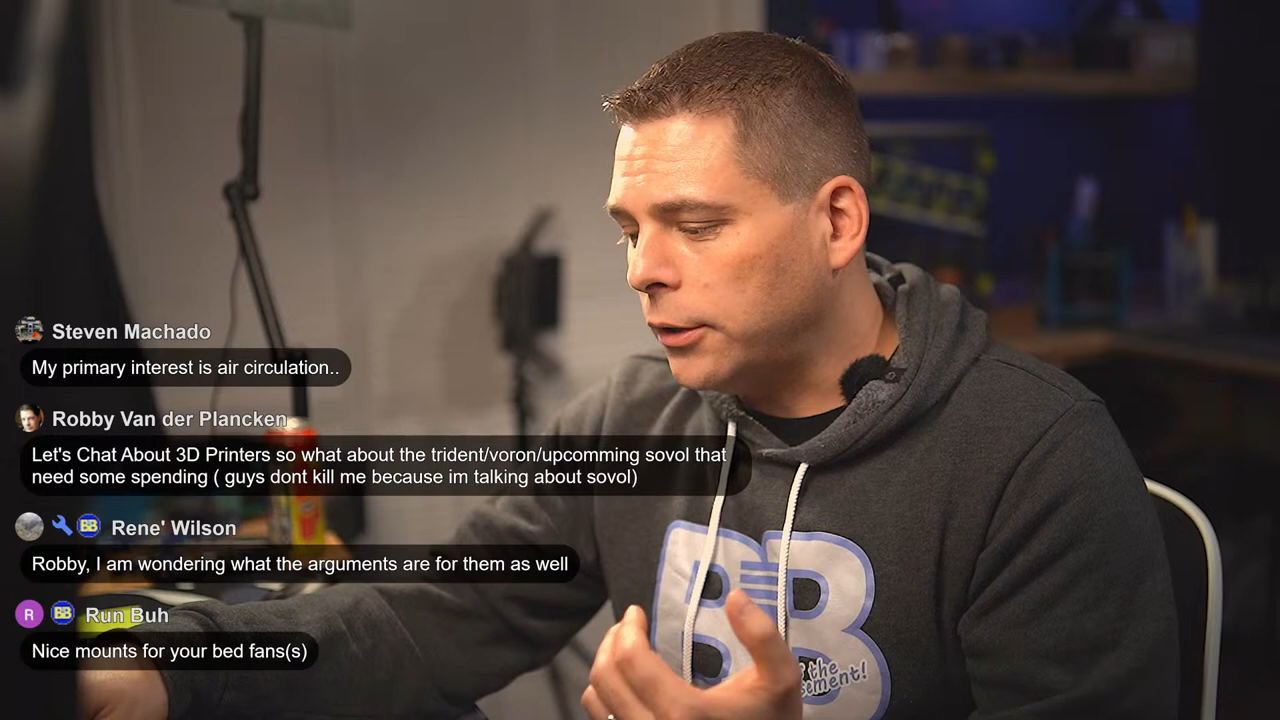 Steven Machado
My primary interest is air circulation..
Robby Van der Plancken
Let's Chat About 3D Printers so what about the trident/voron/upcomming sovol that
need some spending ( guys dont kill me because im talking about sovol)
BB Rene' Wilson
Robby, I am wondering what the arguments are for them as well
R BB Run Buh
Nice mounts for your bed fans(s)
BB
the